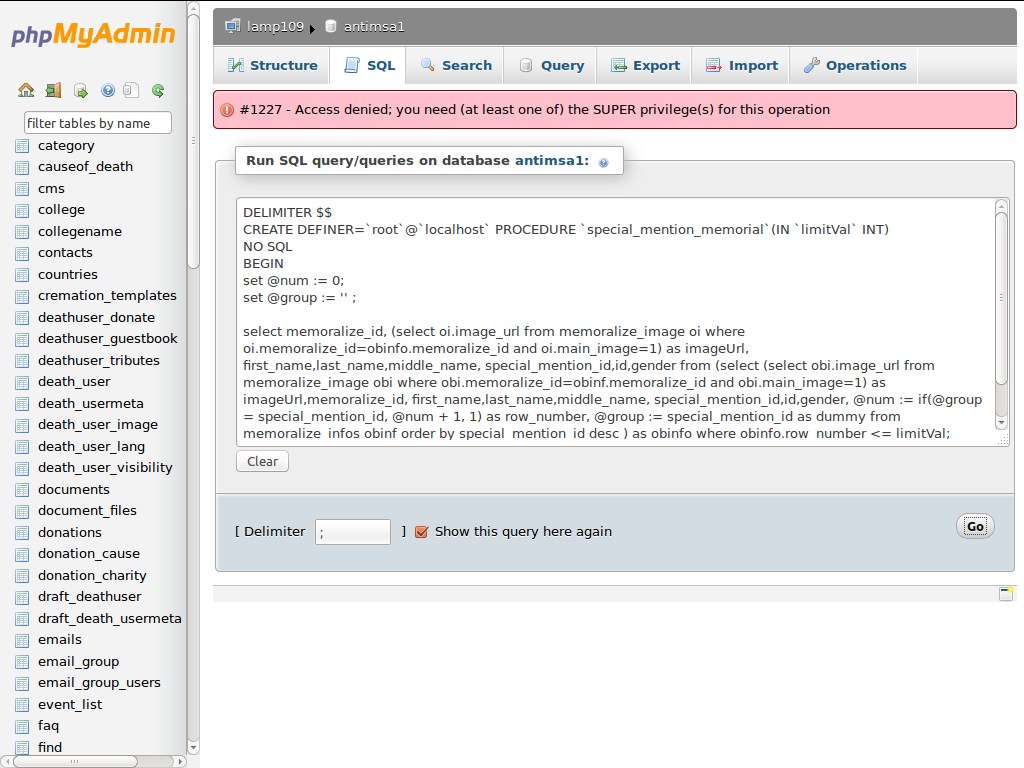 phpMyAdmin
Filter tables by name
category
causeof_death
cms
college
collegename
contacts
countries
cremation_templates
deathuser_donate
deathuser_guestbook
deathuser_tributes
death_user
death_usermeta
death_user_image
death_user_lang
death_user_visibility
documents
document_files
donations
donation_cause
donation_charity
draft_deathuser
draft_death_usermeta
emails
email_group
email_group_users
event_list
faq
find
lamp109 antimsa1
Structure SQL Search Query Export Import Operations
#1227 - Access denied; you need (at least one of) the SUPER privilege(s) for this operation
Run SQL query/queries on database antimsa1:
DELIMITER $$
CREATE DEFINER=`root`@`localhost` PROCEDURE `special_mention_memorial`(IN `limitVal` INT)
NO SQL
BEGIN
set @num := 0;
set @group := '' ;
select memoralize_id, (select oi.image_url from memoralize_image oi where
oi.memoralize_id=obinfo.memoralize_id and oi.main_image=1) as imageUrl,
first_name,last_name,middle_name, special_mention_id,id,gender from (select (select obi.image_url from
memoralize_image obi where obi.memoralize_id=obinf.memoralize_id and obi.main_image=1) as
imageUrl,memoralize_id, first_name,last_name,middle_name, special_mention_id,id,gender, @num := if(@group
= special_mention_id, @num + 1, 1) as row_number, @group := special_mention_id as dummy from
memoralize_infos obinf order by special_mention_id desc ) as obinfo where obinfo.row_number <= limitVal;
Clear
[ Delimiter ; ] Show this query here again
Go